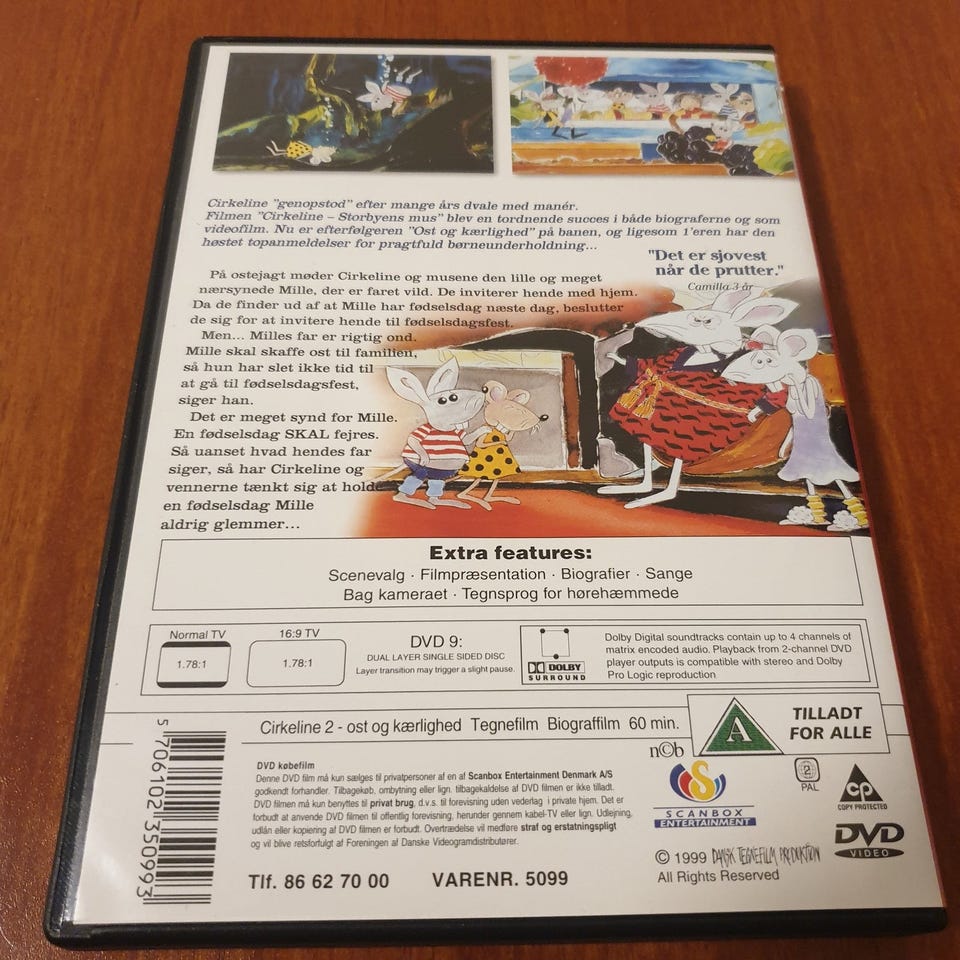 Cirkeline "genopstod" efter mange års dvale med manér.
Filmen "Cirkeline – Storbyens mus" blev en tordnende succes i både biograferne og som
videofilm. Nu er efterfølgeren "Ost og kærlighed" på banen, og ligesom 1'eren har den
høstet topanmeldelser for pragtfuld børneunderholdning...
"Det er sjovest
når de prutter."
Camilla 3 år
På ostejagt møder Cirkeline og musene den lille og meget
nærsynede Mille, der er faret vild. De inviterer hende med hjem.
Da de finder ud af at Mille har fødselsdag næste dag, beslutter
de sig for at invitere hende til fødselsdagsfest.
Men... Milles far er rigtig ond.
Mille skal skaffe ost til familien,
så hun har slet ikke tid til
at gå til fødselsdagsfest,
siger han.
Det er meget synd for Mille.
En fødselsdag SKAL fejres.
Så uanset hvad hendes far
siger, så har Cirkeline og
vennerne tænkt sig at holde
en fødselsdag Mille
aldrig glemmer...
Extra features:
Scenevalg · Filmpræsentation · Biografier · Sange
Bag kameraet · Tegnsprog for hørehæmmede
Normal TV
1.78:1
16:9 TV
1.78:1
DVD 9:
DUAL LAYER SINGLE SIDED DISC
Layer transition may trigger a slight pause.
DOLBY
SURROUND
Dolby Digital soundtracks contain up to 4 channels of
matrix encoded audio. Playback from 2-channel DVD
player outputs is compatible with stereo and Dolby
Pro Logic reproduction
Cirkeline 2 - ost og kærlighed Tegnefilm Biograffilm 60 min.
A
TILLADT
FOR ALLE
5 706102 350993
DVD købefilm
Denne DVD film må kun sælges til privatpersoner af en af Scanbox Entertainment Denmark A/S
godkendt forhandler. Tilbagekøb, ombytning eller lign. tilbagekaldelse af DVD filmen er ikke tilladt.
DVD filmen må kun benyttes til privat brug, d.v.s. til forevisning uden vederlag i private hjem. Det er
forbudt at anvende DVD filmen til offentlig forevisning, herunder gennem kabel-TV eller lign. Udlejning,
udlån eller kopiering af DVD filmen er forbudt. Overtrædelse vil medføre straf og erstatningspligt
og vil blive retsforfulgt af Foreningen af Danske Videogramdistributører.
n©b
S
SCANBOX
ENTERTAINMENT
2
PAL
CP
COPY PROTECTED
DVD
VIDEO
© 1999 DANSK TEGNEFILM PRODUKTION
All Rights Reserved
Tlf. 86 62 70 00 VARENR. 5099